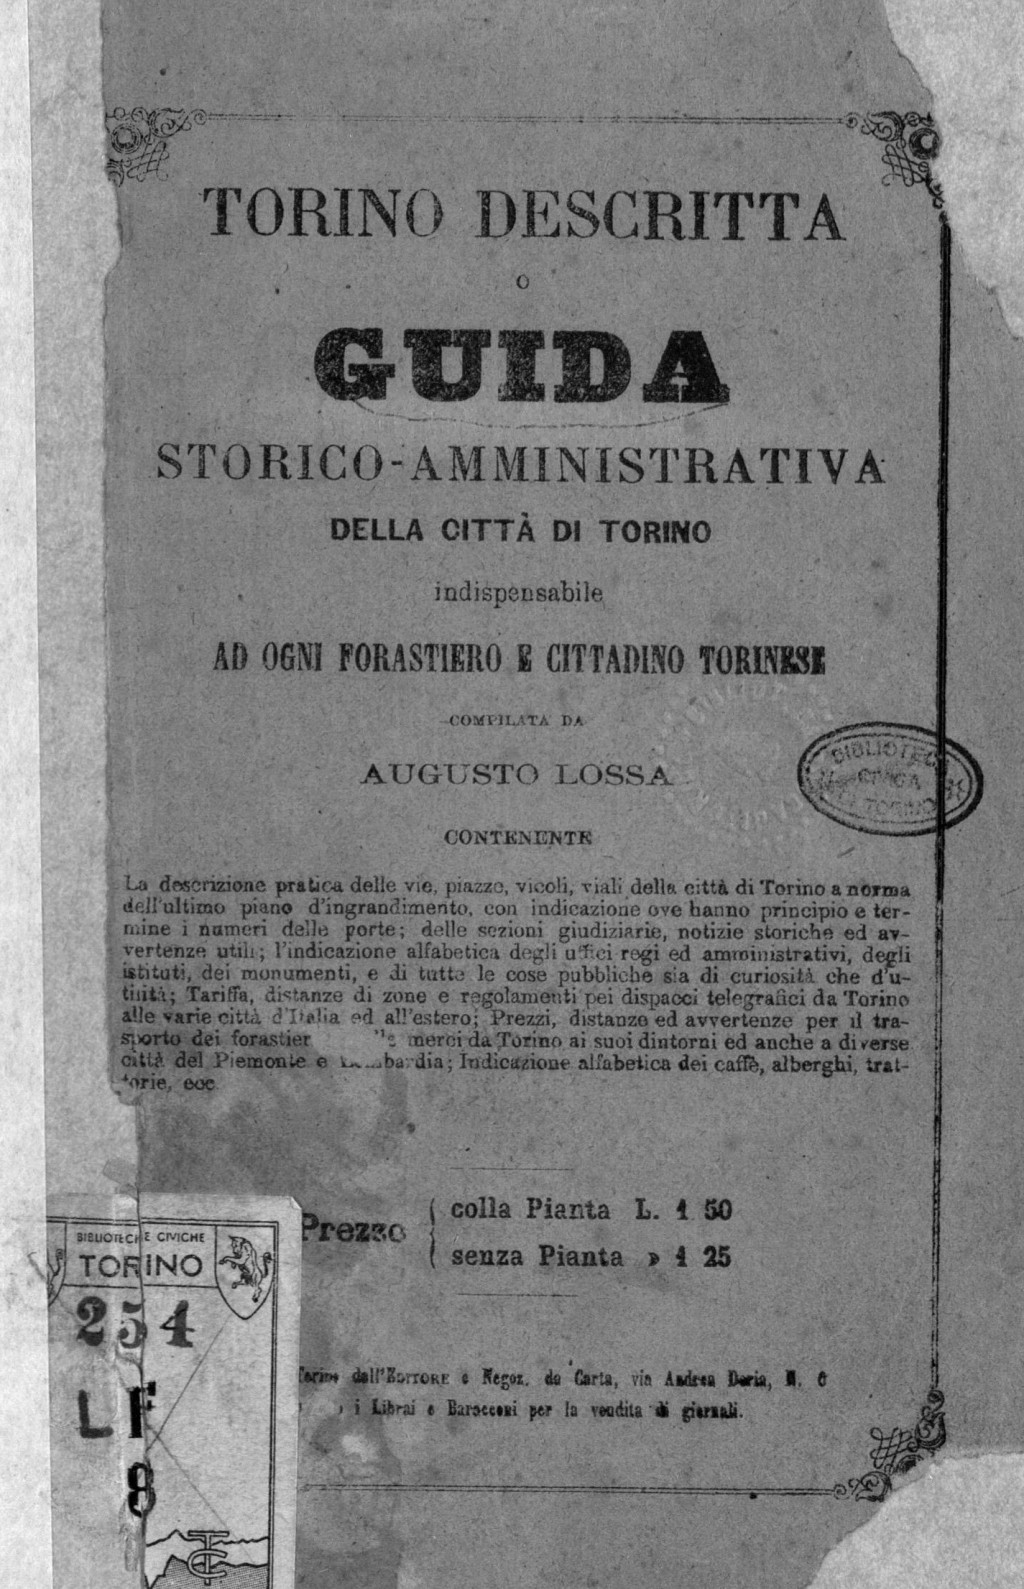 TORINO DESCRITTA
O
GUIDA
STORICO-AMMINISTRATIVA
DELLA CITTÀ DI TORINO
indispensabile
AD OGNI FORASTIERO E CITTADINO TORINESE
COMPILATA DA
AUGUSTO LOSSA
BIBLIOTECA
CIVICA
DI TORINO
CONTENENTE
La descrizione pratica delle vie, piazze, vicoli, viali della città di Torino a norma
dell'ultimo piano d'ingrandimento, con indicazione ove hanno principio e ter-
mine i numeri delle porte; delle sezioni giudiziarie, notizie storiche ed av-
vertenze utili; l'indicazione alfabetica degli uffici regi ed amministrativi, degli
istituti, dei monumenti, e di tutte le cose pubbliche sia di curiosità che d'u-
tilità; Tariffa, distanze di zone e regolamenti pei dispacci telegrafici da Torino
alle varie città d'Italia ed all'estero; Prezzi, distanze ed avvertenze per il tra-
sporto dei forastier merci da Torino ai suoi dintorni ed anche a diverse
città del Piemonte e Lombardia; Indicazione alfabetica dei caffè, alberghi, trat-
torie, ecc
Prezzo
colla Pianta L. 1 50
senza Pianta » 1 25
Torino dall'EDITORE e Negoz. da Carta, via Andrea Doria, N. 6
i Librai e Baracconi per la vendita di giornali.
BIBLIOTECHE CIVICHE
TORINO
254
LF
8